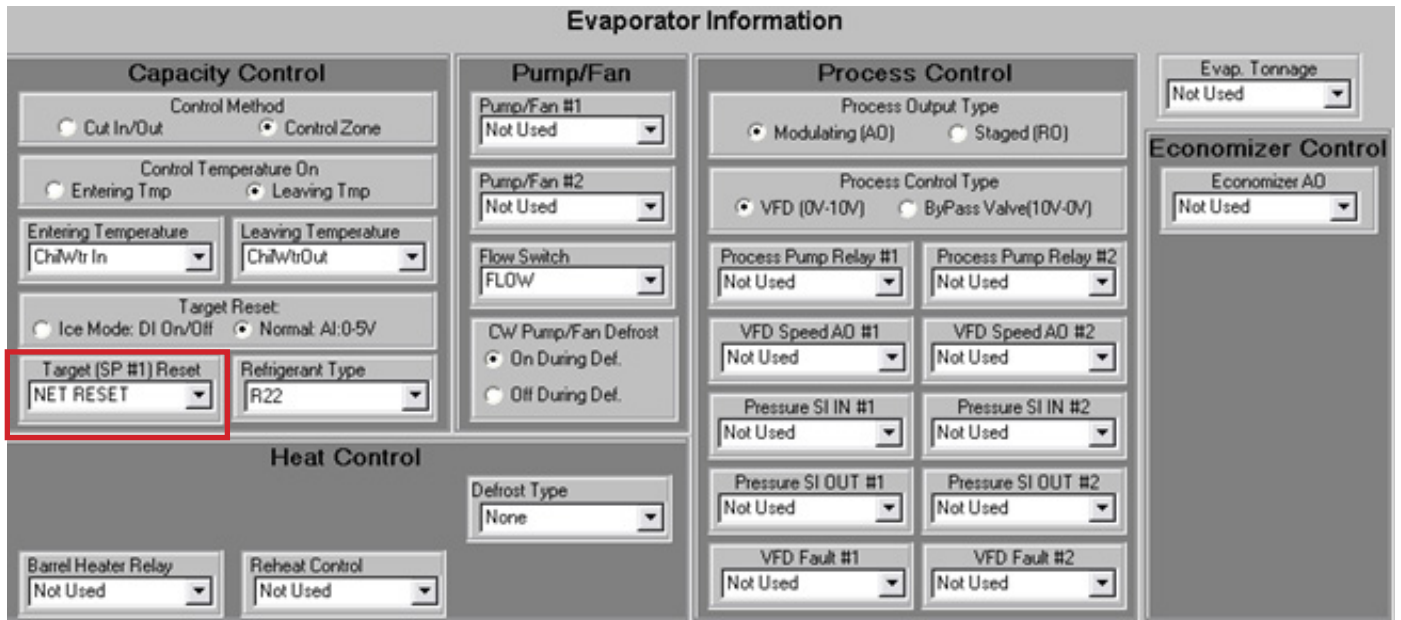 Evaporator Information
Capacity Control
Control Method
Cut In/Out Control Zone
Control Temperature On
Entering Tmp Leaving Tmp
Entering Temperature Leaving Temperature
ChilWtr In ChilWtrOut
Target Reset:
Ice Mode: DI On/Off Normal: AI:0-5V
Target (SP #1) Reset Refrigerant Type
NET RESET R22
Pump/Fan
Pump/Fan #1
Not Used
Pump/Fan #2
Not Used
Flow Switch
FLOW
CW Pump/Fan Defrost
On During Def.
Off During Def.
Heat Control
Defrost Type
None
Barrel Heater Relay Reheat Control
Not Used Not Used
Process Control
Process Output Type
Modulating (AO) Staged (RO)
Process Control Type
VFD (0V-10V) ByPass Valve(10V-0V)
Process Pump Relay #1 Process Pump Relay #2
Not Used Not Used
VFD Speed AO #1 VFD Speed AO #2
Not Used Not Used
Pressure SI IN #1 Pressure SI IN #2
Not Used Not Used
Pressure SI OUT #1 Pressure SI OUT #2
Not Used Not Used
VFD Fault #1 VFD Fault #2
Not Used Not Used
Evap. Tonnage
Not Used
Economizer Control
Economizer AO
Not Used